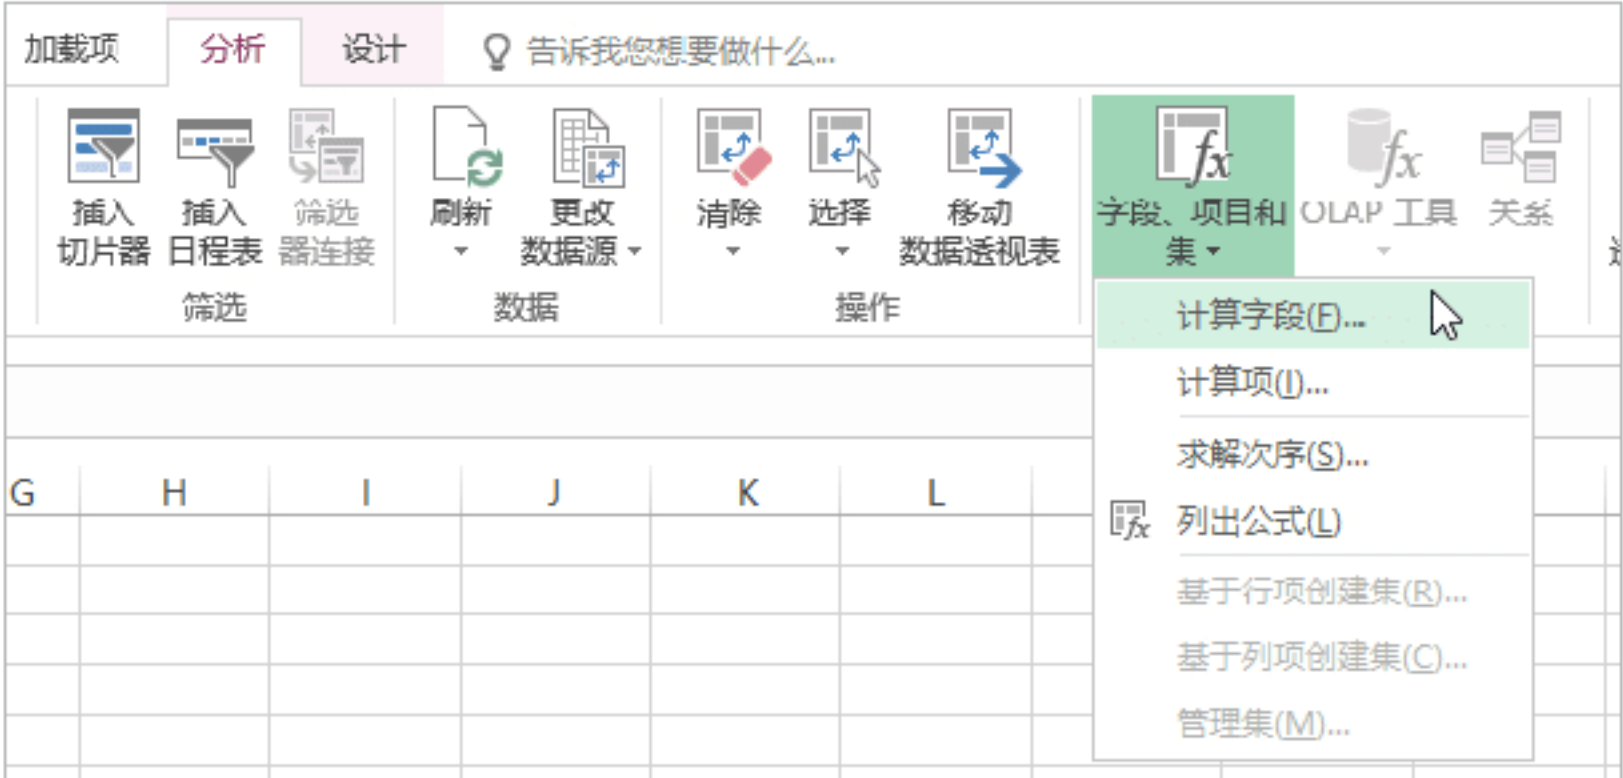 加载项 分析 设计 告诉我您想要做什么...
插入 插入 筛选 刷新 更改 清除 选择 移动 字段、项目和 OLAP 工具 关系
切片器 日程表 器连接 数据源 数据透视表 集
筛选 数据 操作
计算字段(F)...
计算项(I)...
求解次序(S)...
列出公式(L)
基于行项创建集(R)...
基于列项创建集(C)...
管理集(M)...
G H I J K L